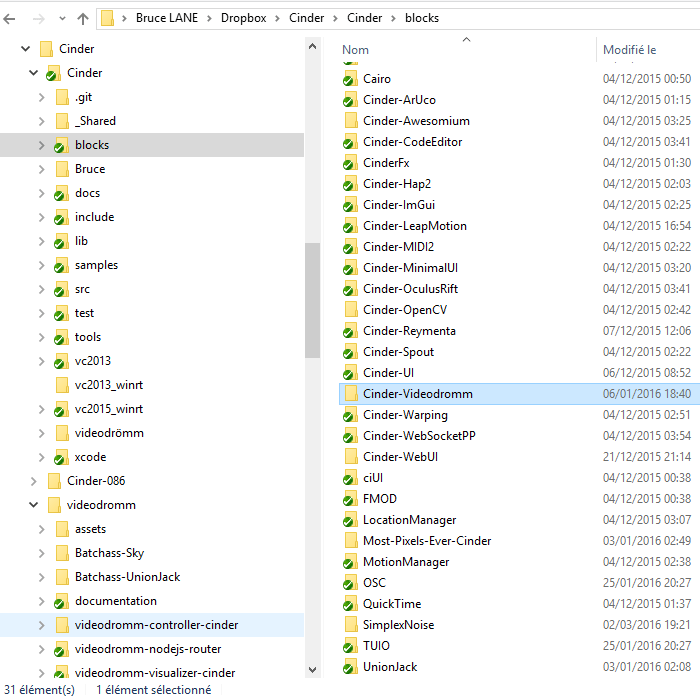 Bruce LANE > Dropbox > Cinder > Cinder > blocks
Cinder
Cinder
.git
_Shared
blocks
Bruce
docs
include
lib
samples
src
test
tools
vc2013
vc2013_winrt
vc2015_winrt
videodrömm
xcode
Cinder-086
videodromm
assets
Batchass-Sky
Batchass-UnionJack
documentation
videodromm-controller-cinder
videodromm-nodejs-router
videodromm-visualizer-cinder
Nom Modifié le
Cairo 04/12/2015 00:50
Cinder-ArUco 04/12/2015 01:15
Cinder-Awesomium 04/12/2015 03:25
Cinder-CodeEditor 04/12/2015 03:41
CinderFx 04/12/2015 01:30
Cinder-Hap2 04/12/2015 02:03
Cinder-ImGui 04/12/2015 02:25
Cinder-LeapMotion 04/12/2015 16:54
Cinder-MIDI2 04/12/2015 02:22
Cinder-MinimalUI 04/12/2015 03:20
Cinder-OculusRift 04/12/2015 03:41
Cinder-OpenCV 04/12/2015 02:42
Cinder-Reymenta 07/12/2015 12:06
Cinder-Spout 04/12/2015 02:22
Cinder-UI 06/12/2015 08:52
Cinder-Videodromm 06/01/2016 18:40
Cinder-Warping 04/12/2015 02:51
Cinder-WebSocketPP 04/12/2015 03:54
Cinder-WebUI 21/12/2015 21:14
ciUI 04/12/2015 00:38
FMOD 04/12/2015 00:38
LocationManager 04/12/2015 03:07
Most-Pixels-Ever-Cinder 03/01/2016 02:49
MotionManager 04/12/2015 02:38
OSC 25/01/2016 20:27
QuickTime 04/12/2015 01:37
SimplexNoise 02/03/2016 19:21
TUIO 25/01/2016 20:27
UnionJack 03/01/2016 02:08
31 élément(s) 1 élément sélectionné